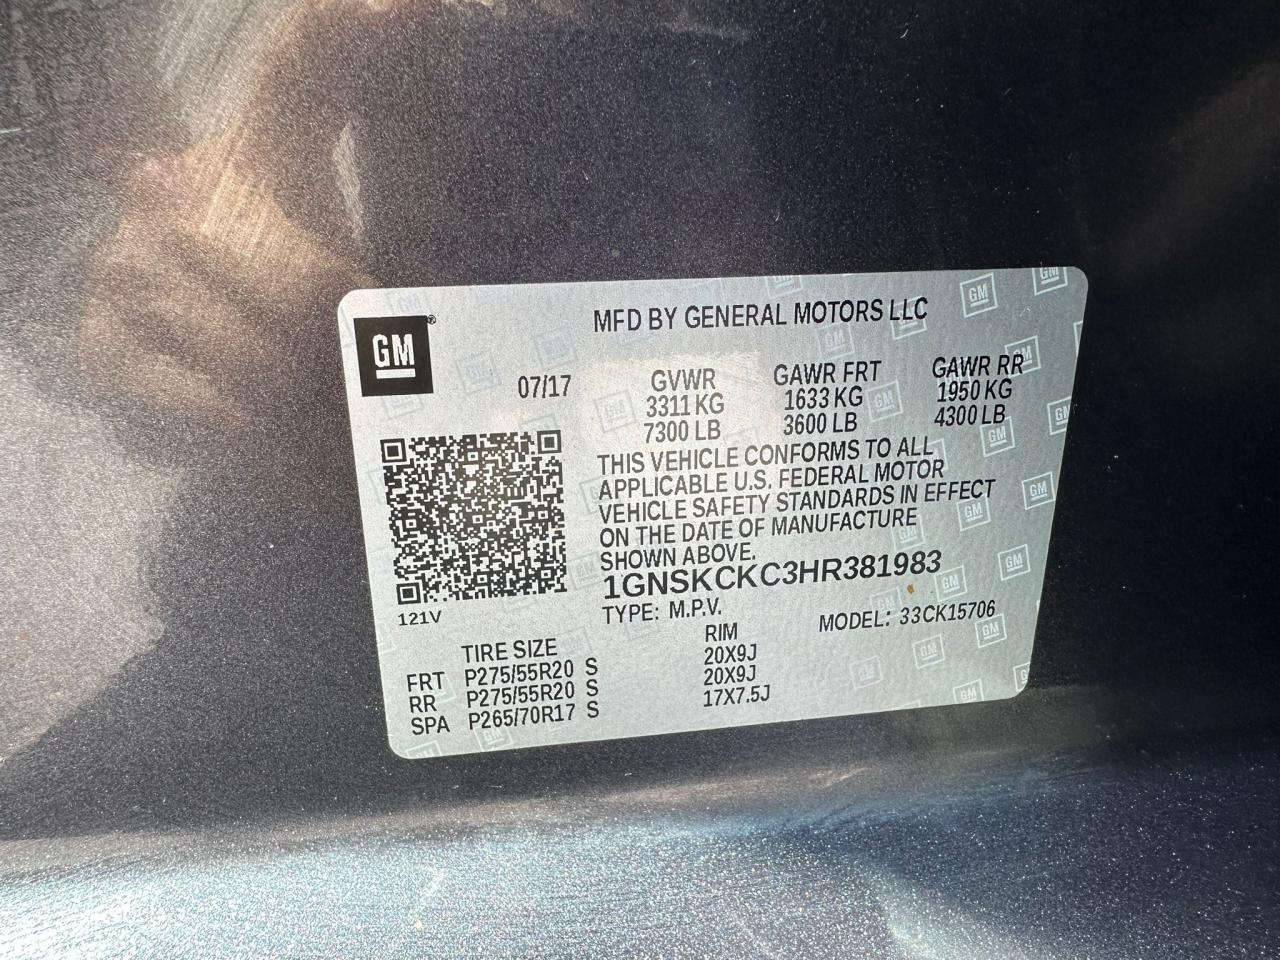 MFD BY GENERAL MOTORS LLC
GM®
07/17
GVWR GAWR FRT GAWR RR
3311 KG 1633 KG 1950 KG
7300 LB 3600 LB 4300 LB
THIS VEHICLE CONFORMS TO ALL
APPLICABLE U.S. FEDERAL MOTOR
VEHICLE SAFETY STANDARDS IN EFFECT
ON THE DATE OF MANUFACTURE
SHOWN ABOVE.
1GNSKCKC3HR381983
121V
TYPE: M.P.V. MODEL: 33CK15706
TIRE SIZE RIM
FRT P275/55R20 S 20X9J
RR P275/55R20 S 20X9J
SPA P265/70R17 S 17X7.5J